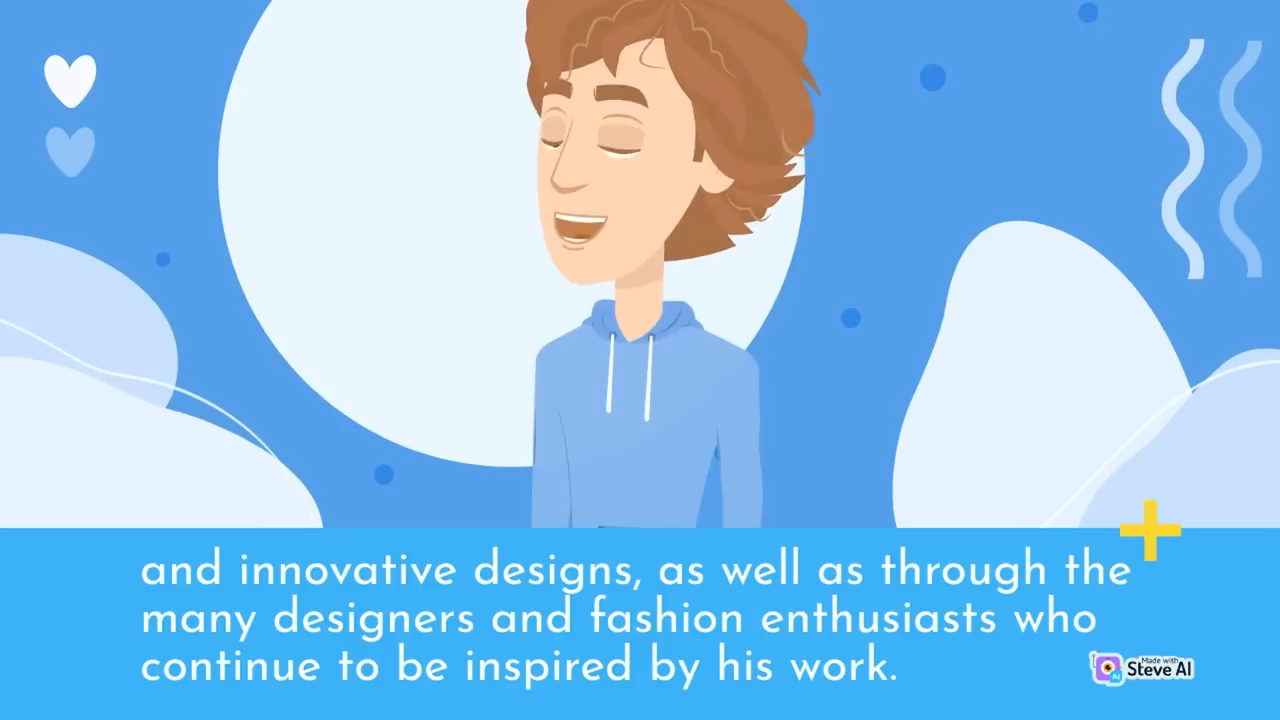 and innovative designs, as well as through the
many designers and fashion enthusiasts who
continue to be inspired by his work.
Made with
Steve AI
AI